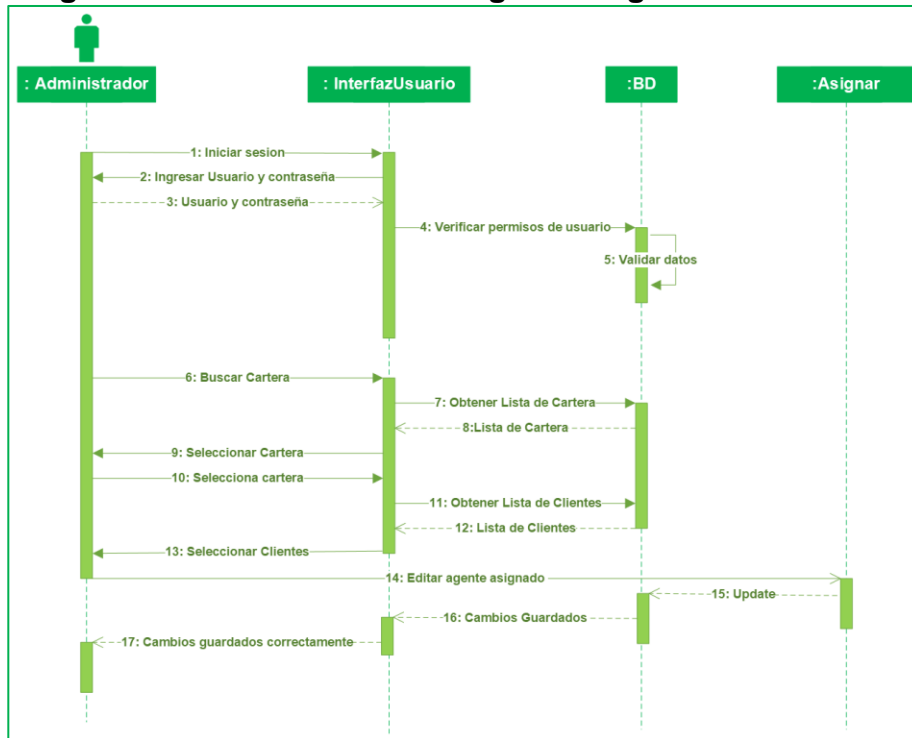 : Administrador
: InterfazUsuario
:BD
:Asignar
1: Iniciar sesion
2: Ingresar Usuario y contraseña
3: Usuario y contraseña
4: Verificar permisos de usuario
5: Validar datos
6: Buscar Cartera
7: Obtener Lista de Cartera
8:Lista de Cartera
9: Seleccionar Cartera
10: Selecciona cartera
11: Obtener Lista de Clientes
12: Lista de Clientes
13: Seleccionar Clientes
14: Editar agente asignado
15: Update
16: Cambios Guardados
17: Cambios guardados correctamente